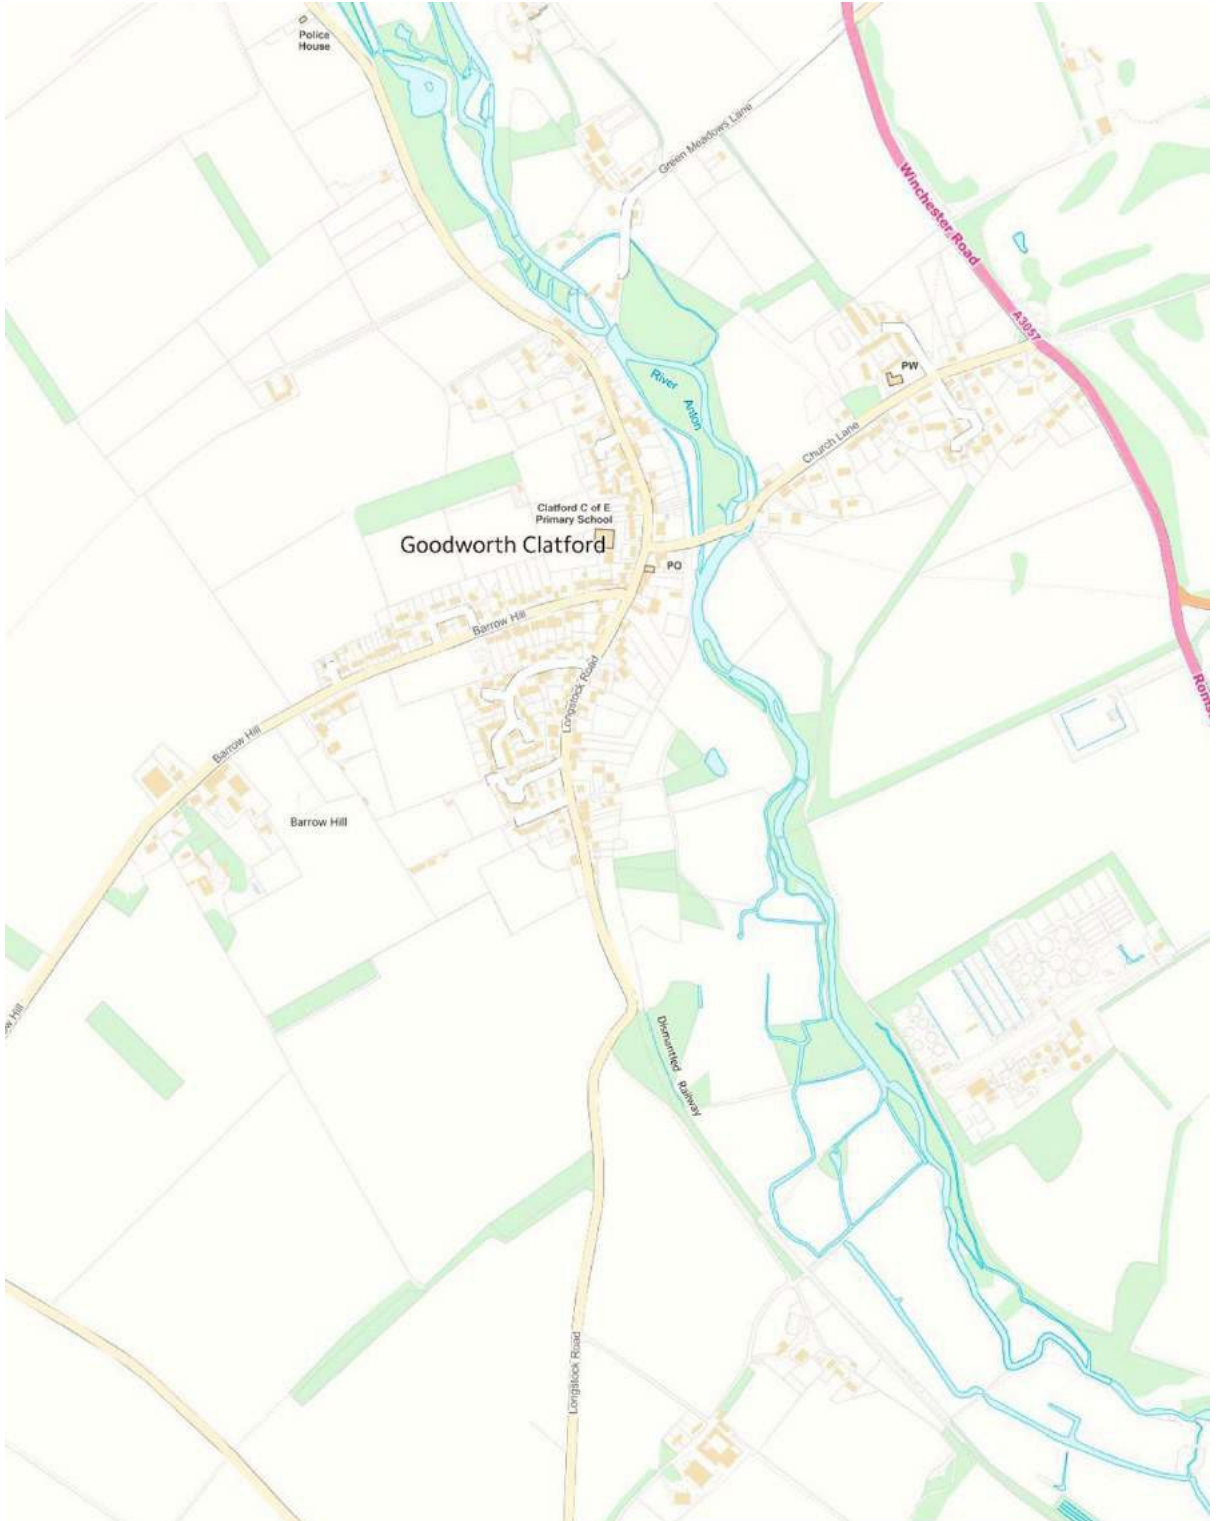 Police
House
Green Meadows Lane
Winchester Road
A3057
PW
River
Anton
Church Lane
Clatford C of E
Primary School
Goodworth Clatford
PO
Barrow Hill
Longstock Road
Barrow Hill
Barrow Hill
Dismantled Railway
Longstock Road